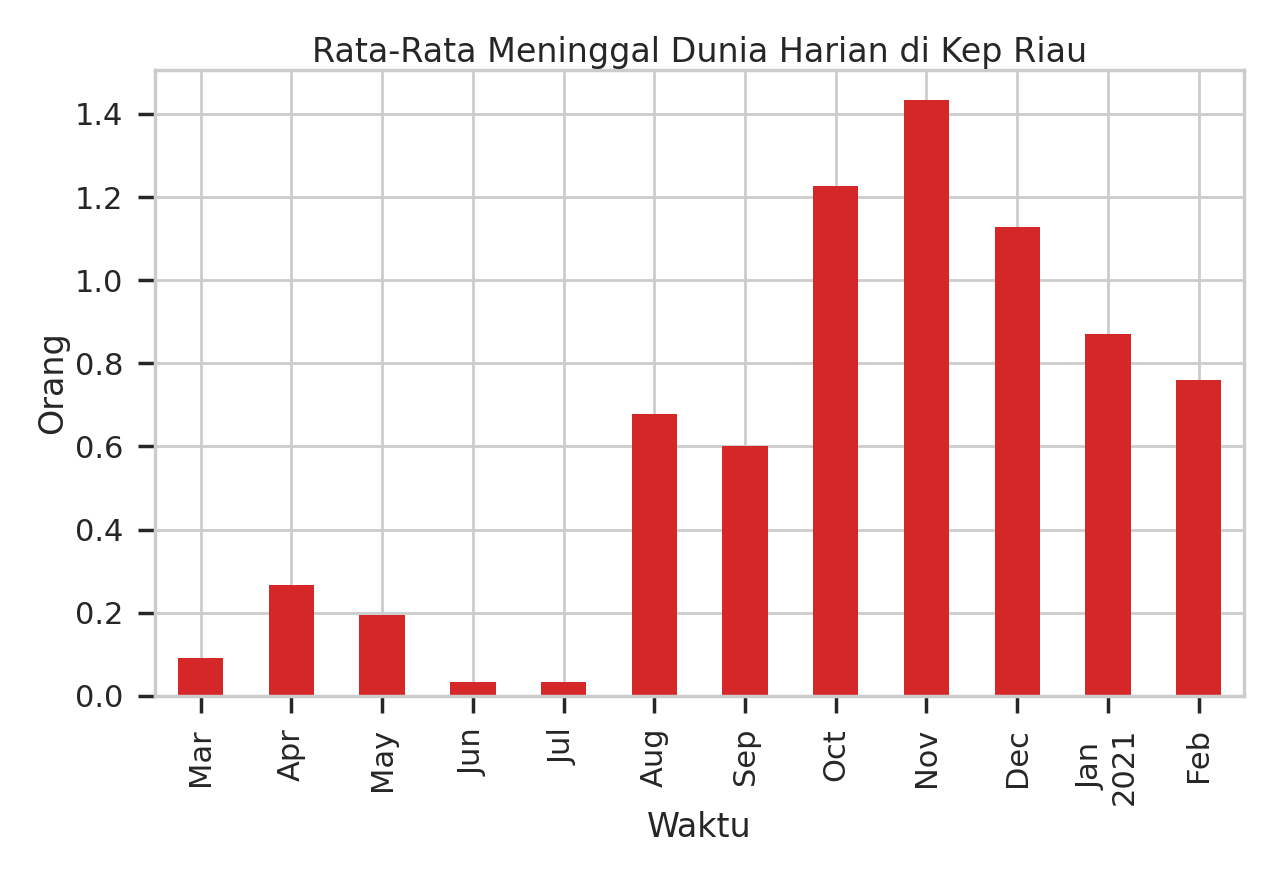 Rata-Rata Meninggal Dunia Harian di Kep Riau
1.4
1.2
1.0
0.8
0.6
0.4
0.2
0.0
Orang
Mar
Apr
May
Jun
Jul
Aug
Sep
Oct
Nov
Dec
Jan
2021
Feb
Waktu